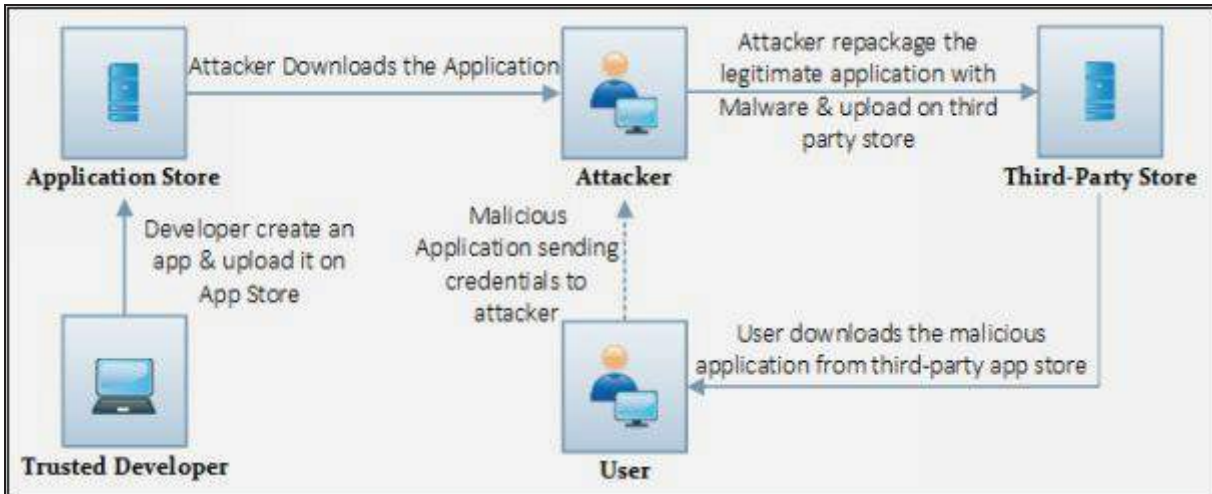 Attacker Downloads the Application
Attacker repackage the
legitimate application with
Malware & upload on third
party store
Application Store
Attacker
Third-Party Store
Developer create an
app & upload it on
App Store
Malicious
Application sending
credentials to
attacker
User downloads the malicious
application from third-party app store
Trusted Developer
User